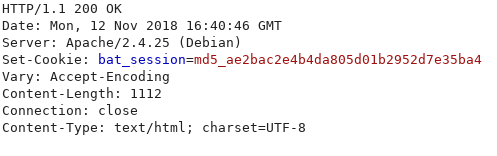 HTTP/1.1 200 OK
Date: Mon, 12 Nov 2018 16:40:46 GMT
Server: Apache/2.4.25 (Debian)
Set-Cookie: bat_session=md5_ae2bac2e4b4da805d01b2952d7e35ba4
Vary: Accept-Encoding
Content-Length: 1112
Connection: close
Content-Type: text/html; charset=UTF-8